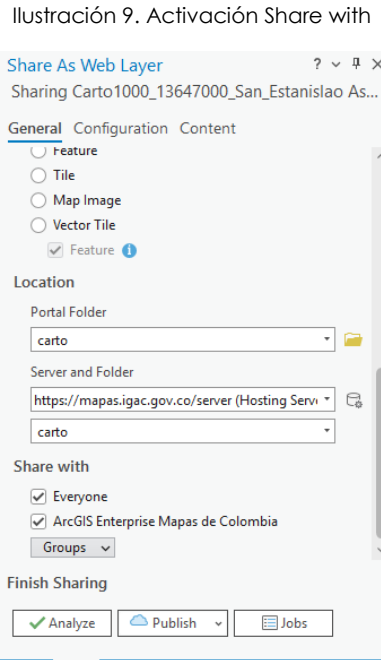 Ilustración 9. Activación Share with
Share As Web Layer
Sharing Carto1000_13647000_San_Estanislao As...
General Configuration Content
Feature
Tile
Map Image
Vector Tile
Feature
Location
Portal Folder
carto
Server and Folder
https://mapas.igac.gov.co/server (Hosting Serv
carto
Share with
Everyone
ArcGIS Enterprise Mapas de Colombia
Groups
Finish Sharing
Analyze Publish Jobs